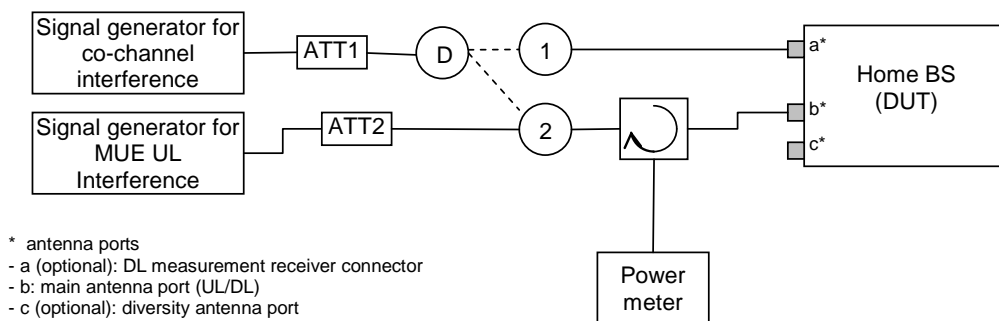 Signal generator for
co-channel
interference
ATT1
D
1
a*
Home BS
(DUT)
Signal generator for
MUE UL
Interference
ATT2
2
b*
c*
Power
meter
* antenna ports
- a (optional): DL measurement receiver connector
- b: main antenna port (UL/DL)
- c (optional): diversity antenna port